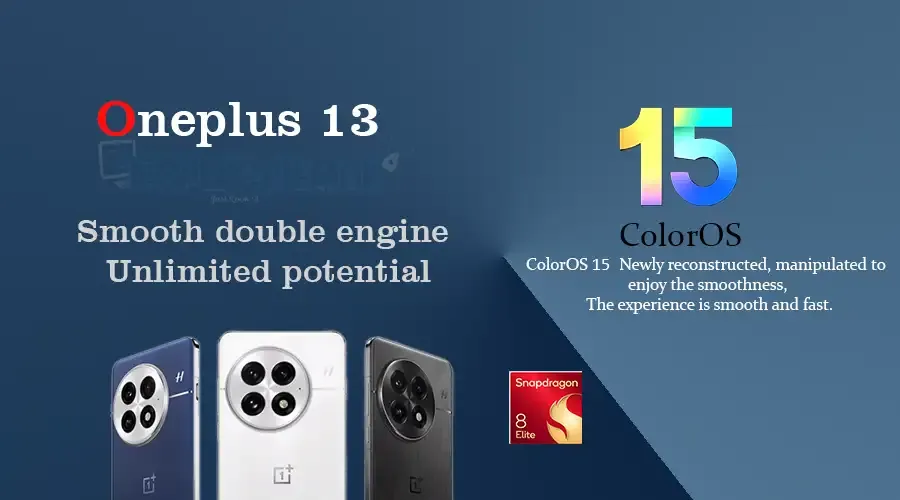 Oneplus 13
Smooth double engine
Unlimited potential
15
ColorOS
ColorOS 15 Newly reconstructed, manipulated to
enjoy the smoothness,
The experience is smooth and fast.
Snapdragon
8
Elite